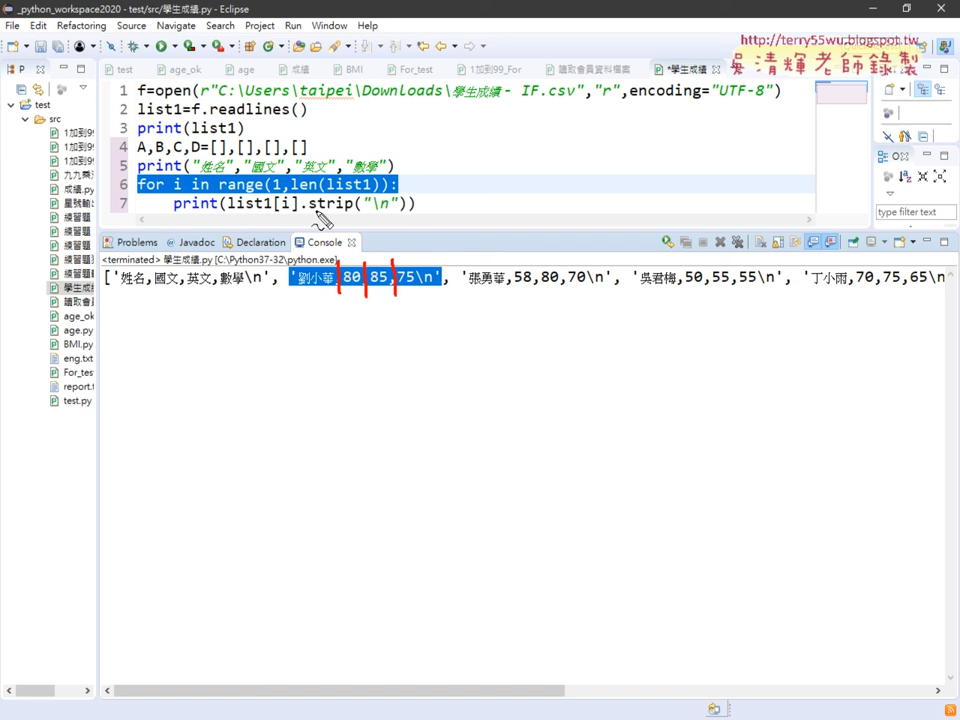 _python_workspace2020 - test/src/學生成績.py - Eclipse
File Edit Refactoring Source Navigate Search Project Run Window Help
http://terry55wu.blogspot.tw
吳清輝老師錄製
P
test
src
1加到99
1加到99
1加到99
九九乘
成績.py
星號輸
練習題
練習題
練習題
練習題
練習題
學生成績
讀取會
age_ok
age.py
BMI.py
eng.txt
For_tes
report.t
test.py
test age_ok age 成績 BMI For_test 1加到99_For 讀取會員資料檔案 *學生成績
1 f=open(r"C:\Users\taipei\Downloads\學生成績 - IF.csv","r",encoding="UTF-8")
2 list1=f.readlines()
3 print(list1)
4 A,B,C,D=[],[],[],[]
5 print("姓名","國文","英文","數學")
6 for i in range(1,len(list1)):
7 print(list1[i].strip("\n"))
type filter text
Problems Javadoc Declaration Console
<terminated> 學生成績.py [C:\Python37-32\python.exe]
['姓名,國文,英文,數學\n', '劉小華,80,85,75\n', '張勇華,58,80,70\n', '吳君梅,50,55,55\n', '丁小雨,70,75,65\n